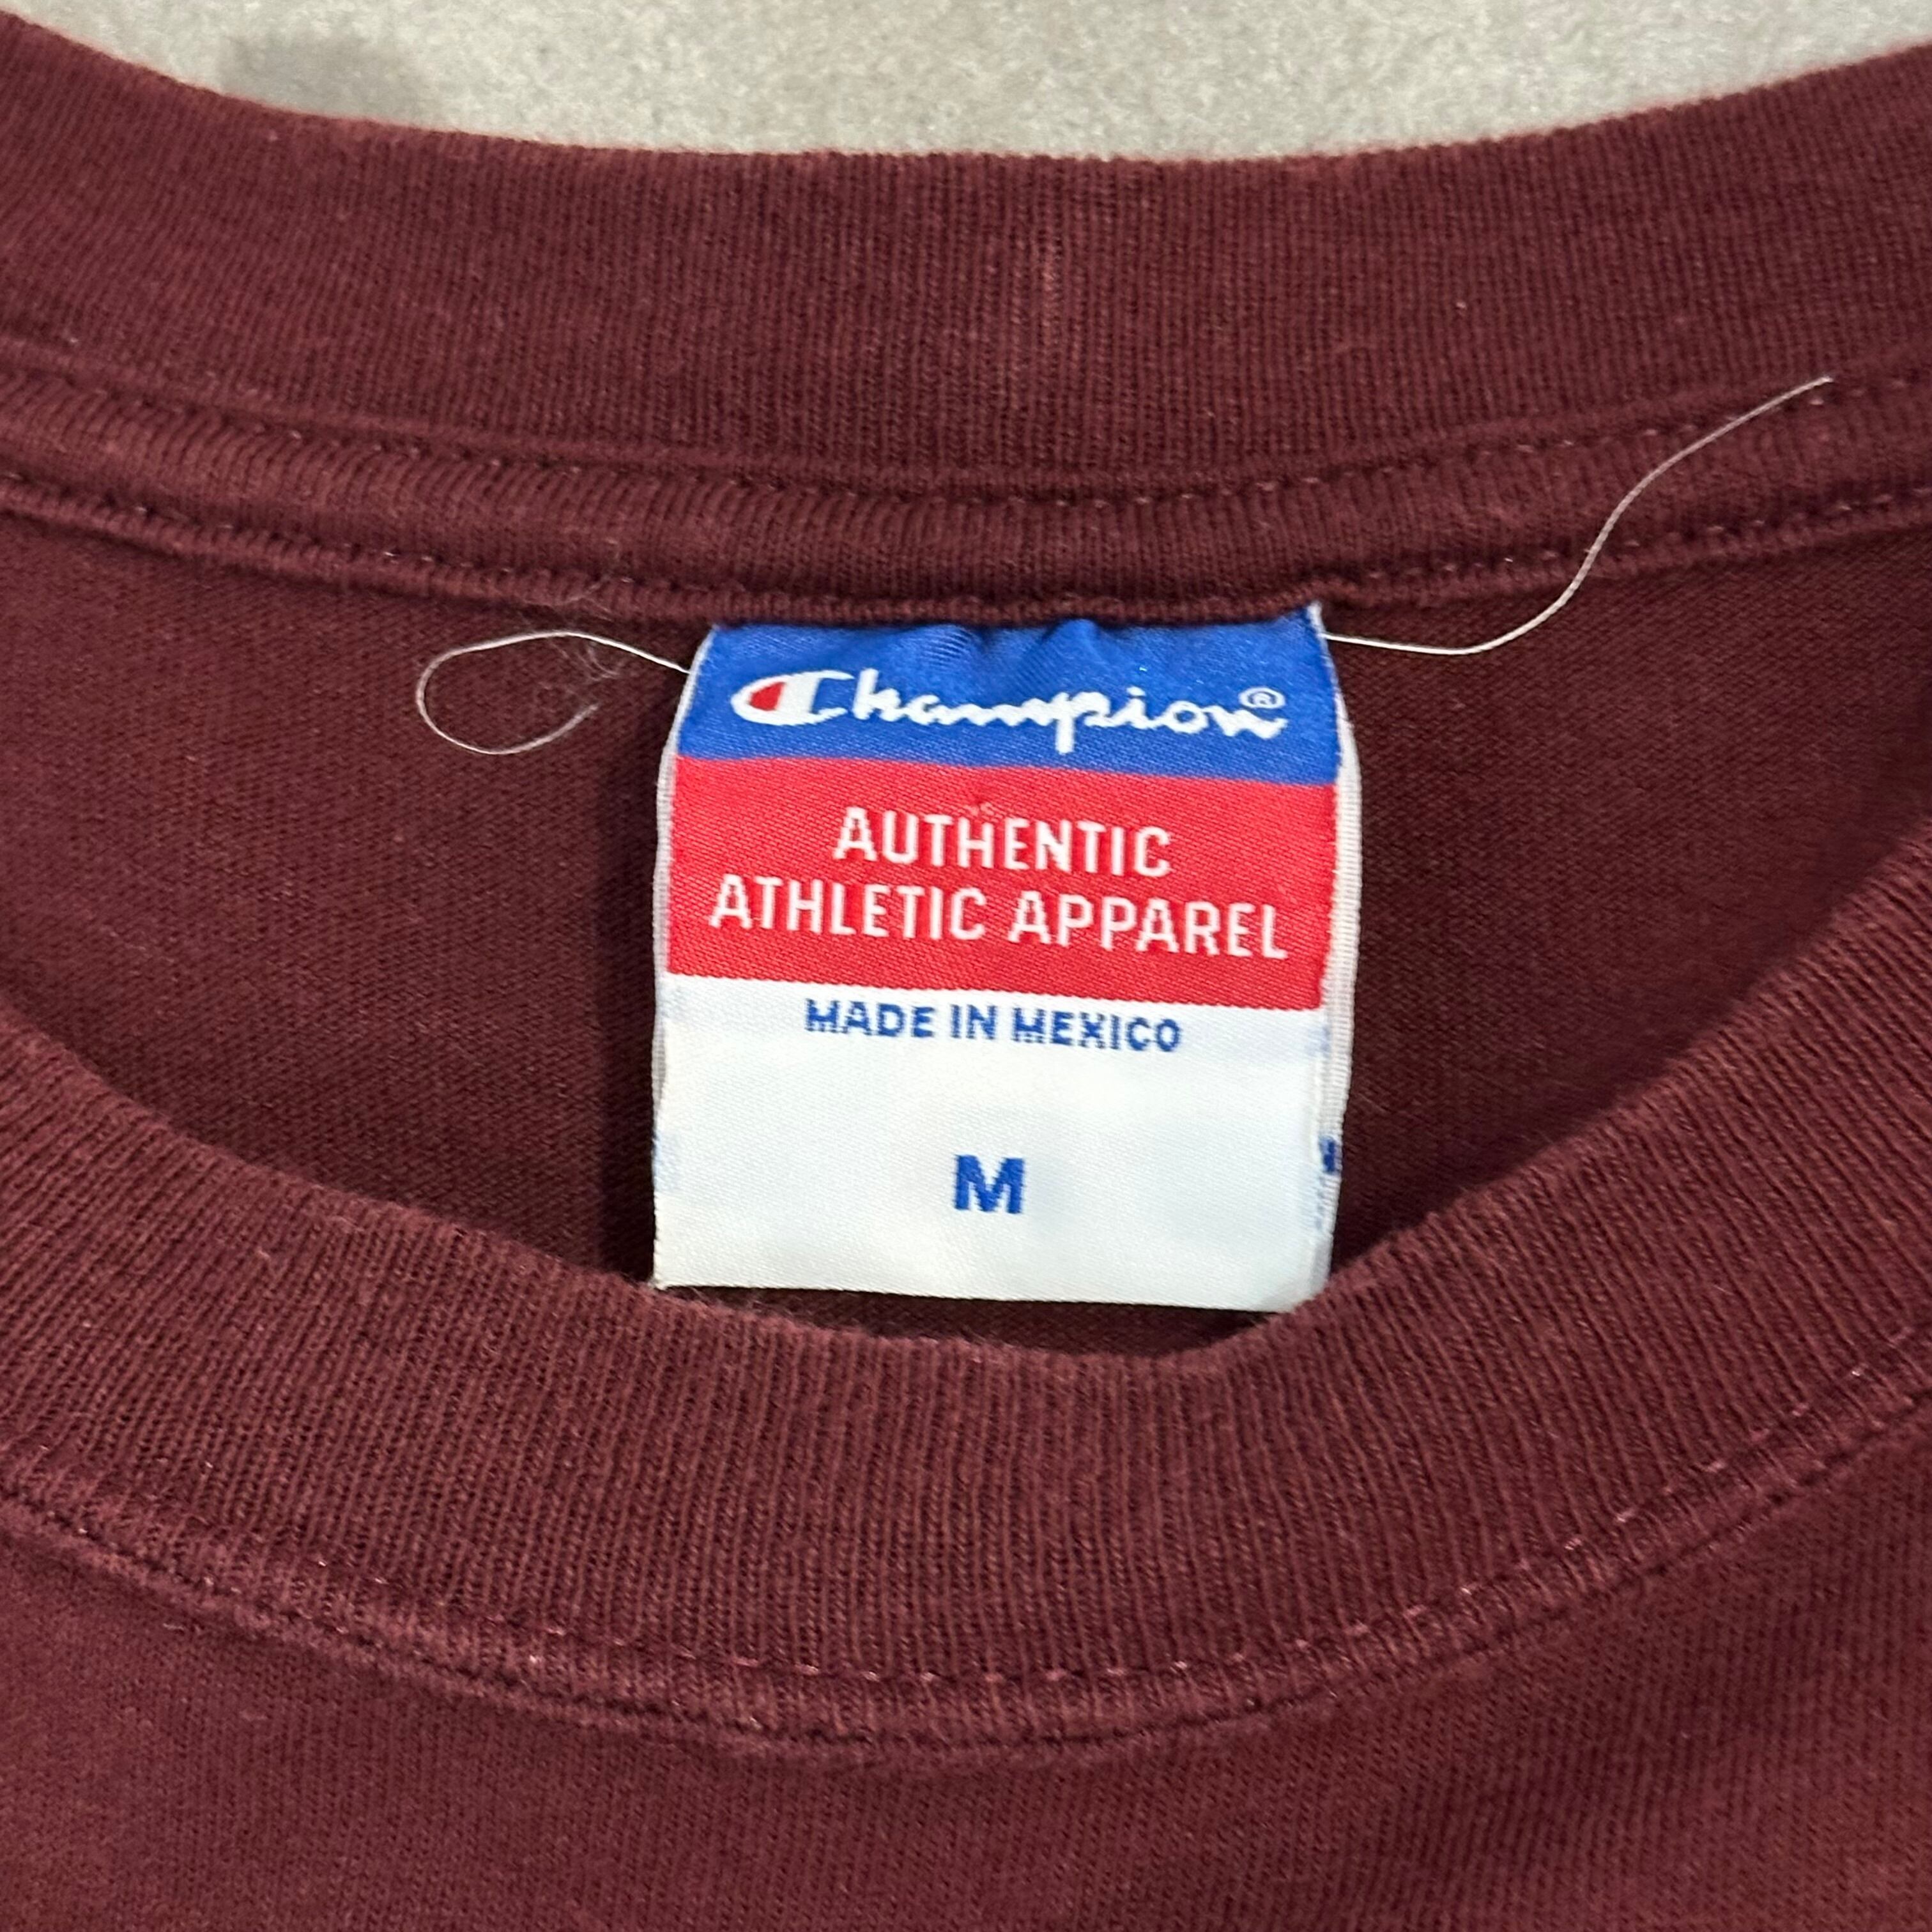 Champion®
AUTHENTIC
ATHLETIC APPAREL
MADE IN MEXICO
M